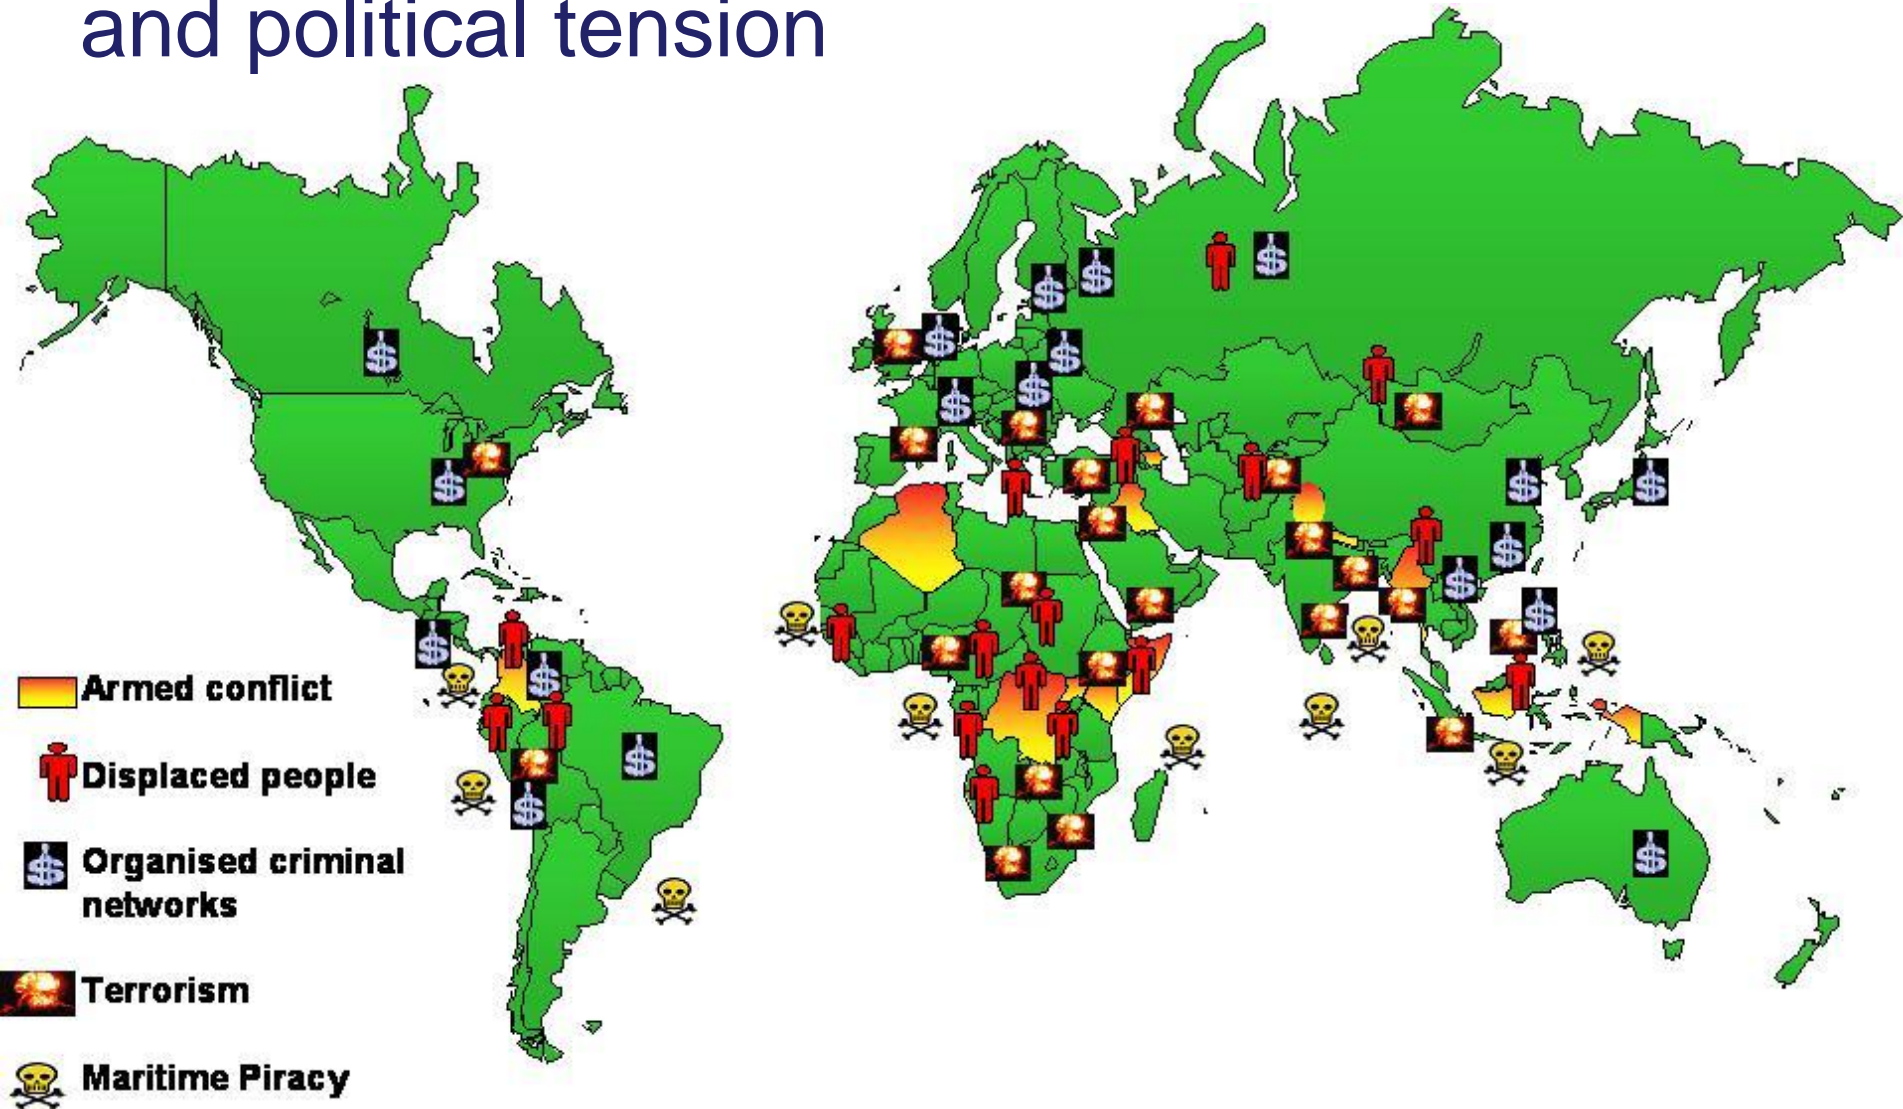 and political tension
Armed conflict
Displaced people
Organised criminal
networks
Terrorism
Maritime Piracy